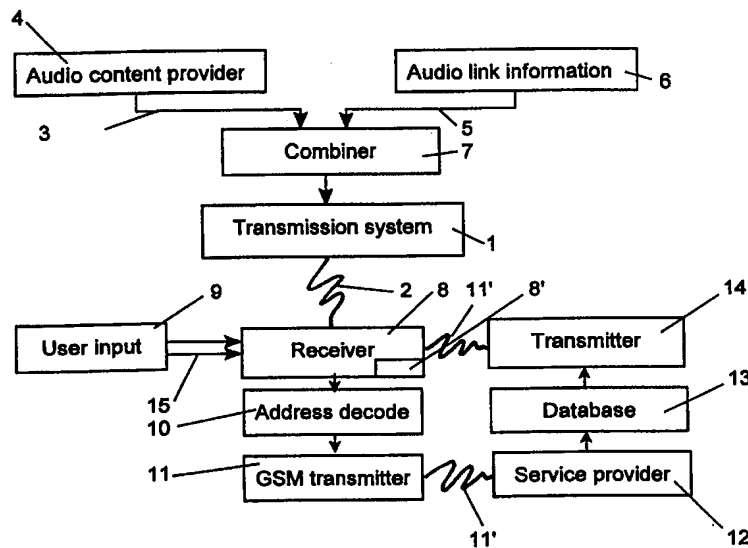 4
Audio content provider
Audio link information
6
3
5
Combiner
7
Transmission system
1
9
2
8
11'
8'
14
User input
Receiver
Transmitter
15
10
Address decode
Database
13
11
GSM transmitter
Service provider
11'
12